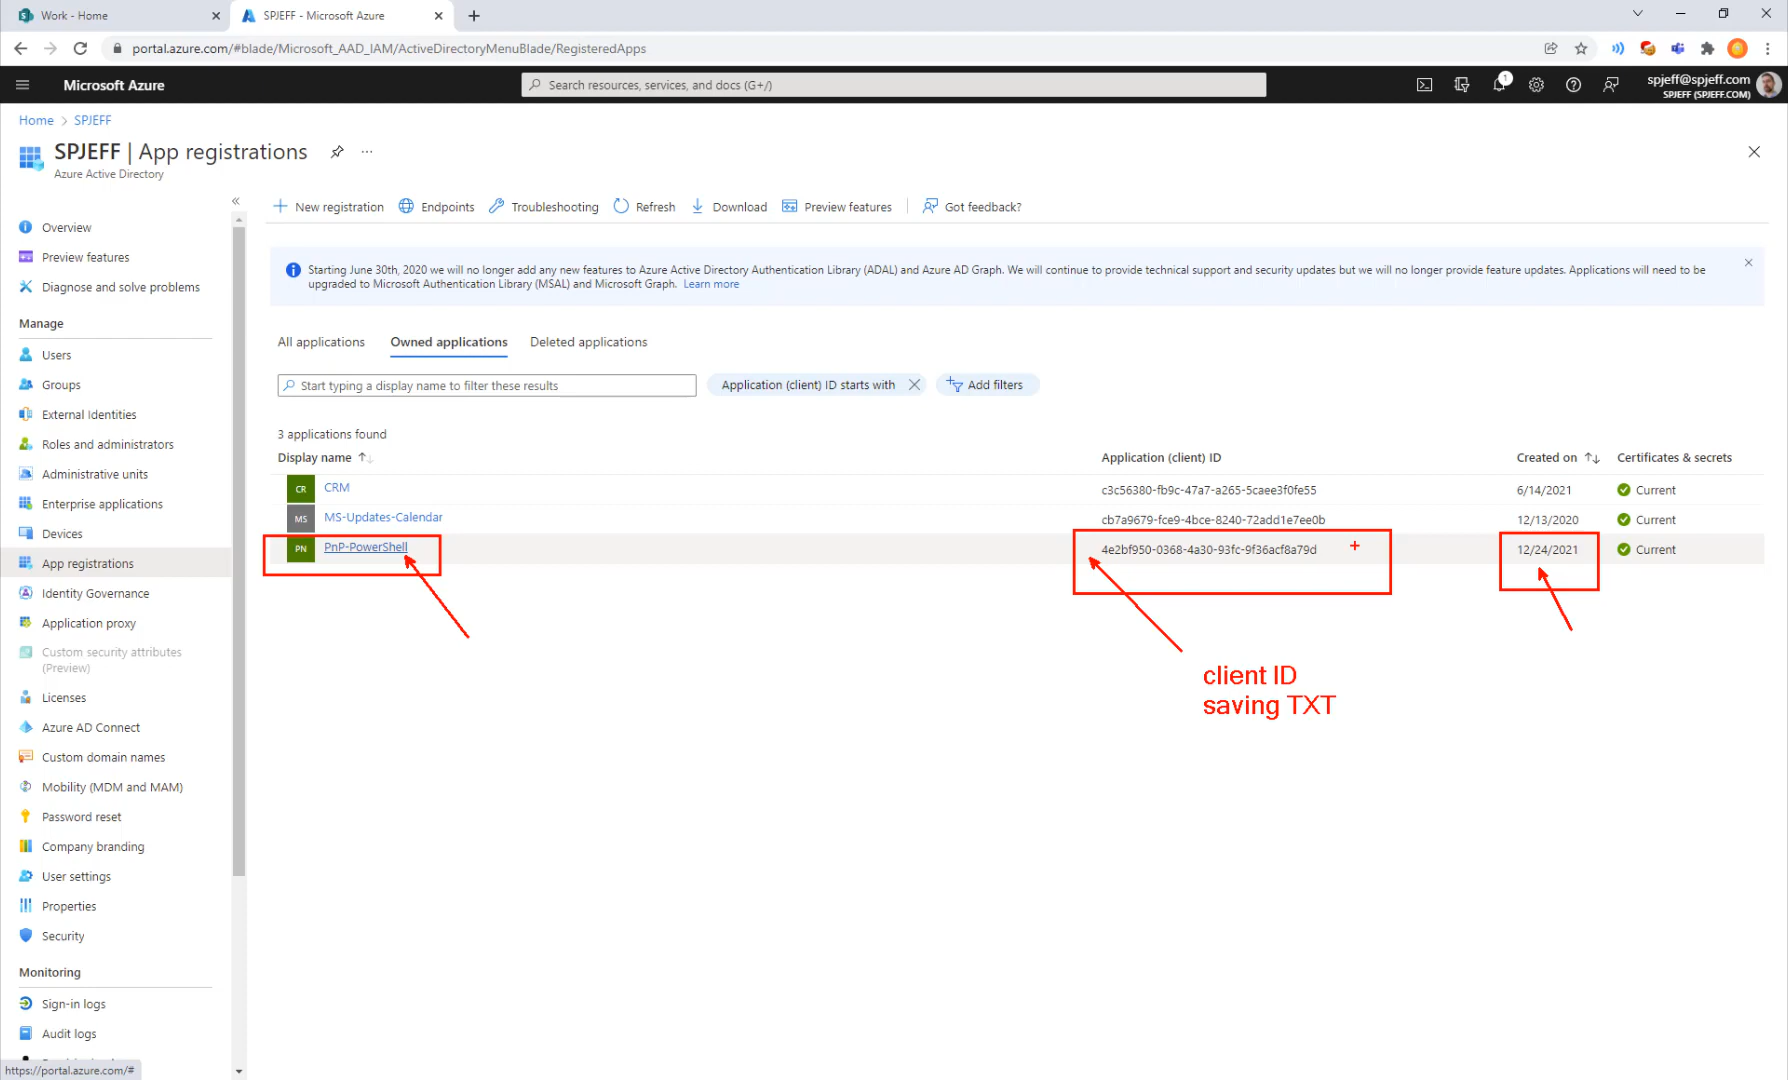 Work - Home
SPJEFF - Microsoft Azure
portal.azure.com/#blade/Microsoft_AAD_IAM/ActiveDirectoryMenuBlade/RegisteredApps
Microsoft Azure
Search resources, services, and docs (G+/)
1
spjeff@spjeff.com
SPJEFF (SPJEFF.COM)
Home > SPJEFF
SPJEFF | App registrations
Azure Active Directory
New registration
Endpoints
Troubleshooting
Refresh
Download
Preview features
Got feedback?
Overview
Preview features
Diagnose and solve problems
Manage
Users
Groups
External Identities
Roles and administrators
Administrative units
Enterprise applications
Devices
App registrations
Identity Governance
Application proxy
Custom security attributes
(Preview)
Licenses
Azure AD Connect
Custom domain names
Mobility (MDM and MAM)
Password reset
Company branding
User settings
Properties
Security
Monitoring
Sign-in logs
Audit logs
https://portal.azure.com/#
Starting June 30th, 2020 we will no longer add any new features to Azure Active Directory Authentication Library (ADAL) and Azure AD Graph. We will continue to provide technical support and security updates but we will no longer provide feature updates. Applications will need to be
upgraded to Microsoft Authentication Library (MSAL) and Microsoft Graph. Learn more
All applications
Owned applications
Deleted applications
Start typing a display name to filter these results
Application (client) ID starts with
Add filters
3 applications found
Display name
Application (client) ID
Created on
Certificates & secrets
CR
CRM
c3c56380-fb9c-47a7-a265-5caee3f0fe55
6/14/2021
Current
MS
MS-Updates-Calendar
cb7a9679-fce9-4bce-8240-72add1e7ee0b
12/13/2020
Current
PN
PnP-PowerShell
4e2bf950-0368-4a30-93fc-9f36acf8a79d
12/24/2021
Current
client ID
saving TXT